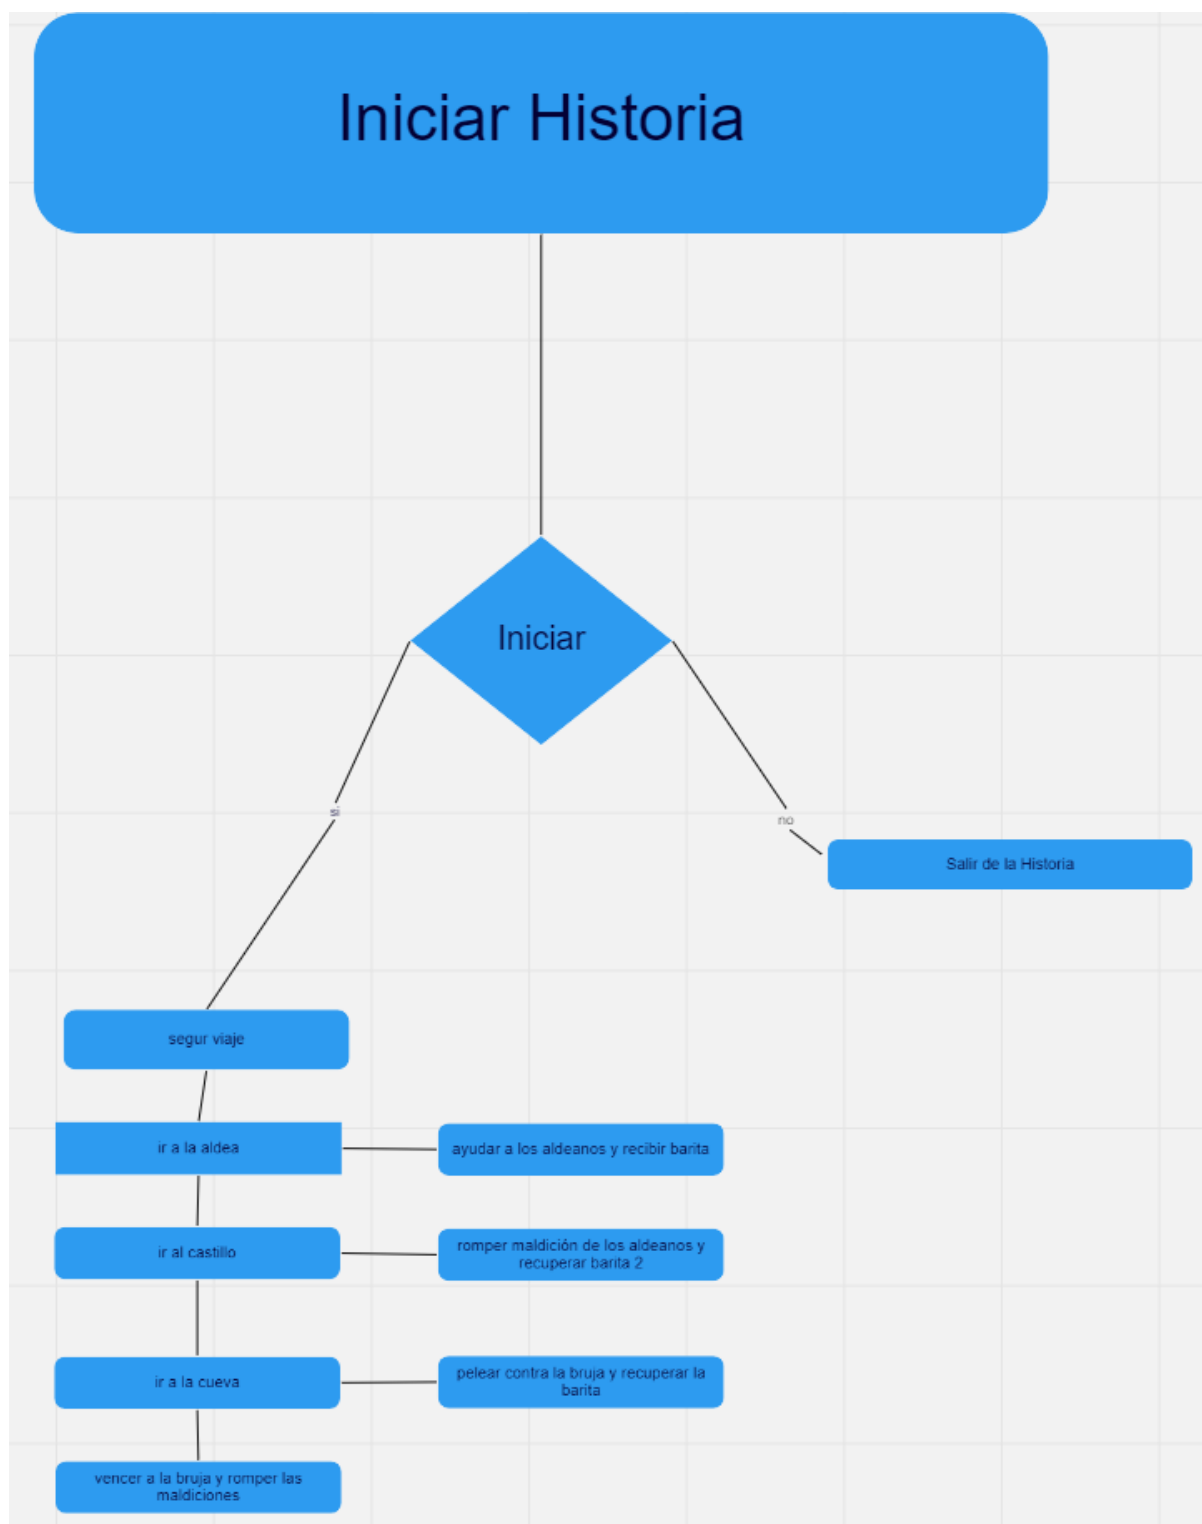 Iniciar Historia
Iniciar
no
Salir de la Historia
segur viaje
ir a la aldea
ayudar a los aldeanos y recibir barita
ir al castillo
romper maldición de los aldeanos y
recuperar barita 2
ir a la cueva
pelear contra la bruja y recuperar la
barita
vencer a la bruja y romper las
maldiciones